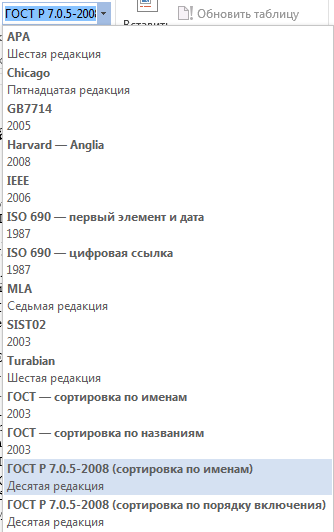 ГОСТ Р 7.0.5-2008
Обновить таблицу
Вставить
APA
Шестая редакция
Chicago
Пятнадцатая редакция
GB7714
2005
Harvard — Anglia
2008
IEEE
2006
ISO 690 — первый элемент и дата
1987
ISO 690 — цифровая ссылка
1987
MLA
Седьмая редакция
SIST02
2003
Turabian
Шестая редакция
ГОСТ — сортировка по именам
2003
ГОСТ — сортировка по названиям
2003
ГОСТ Р 7.0.5-2008 (сортировка по именам)
Десятая редакция
ГОСТ Р 7.0.5-2008 (сортировка по порядку включения)
Десятая редакция